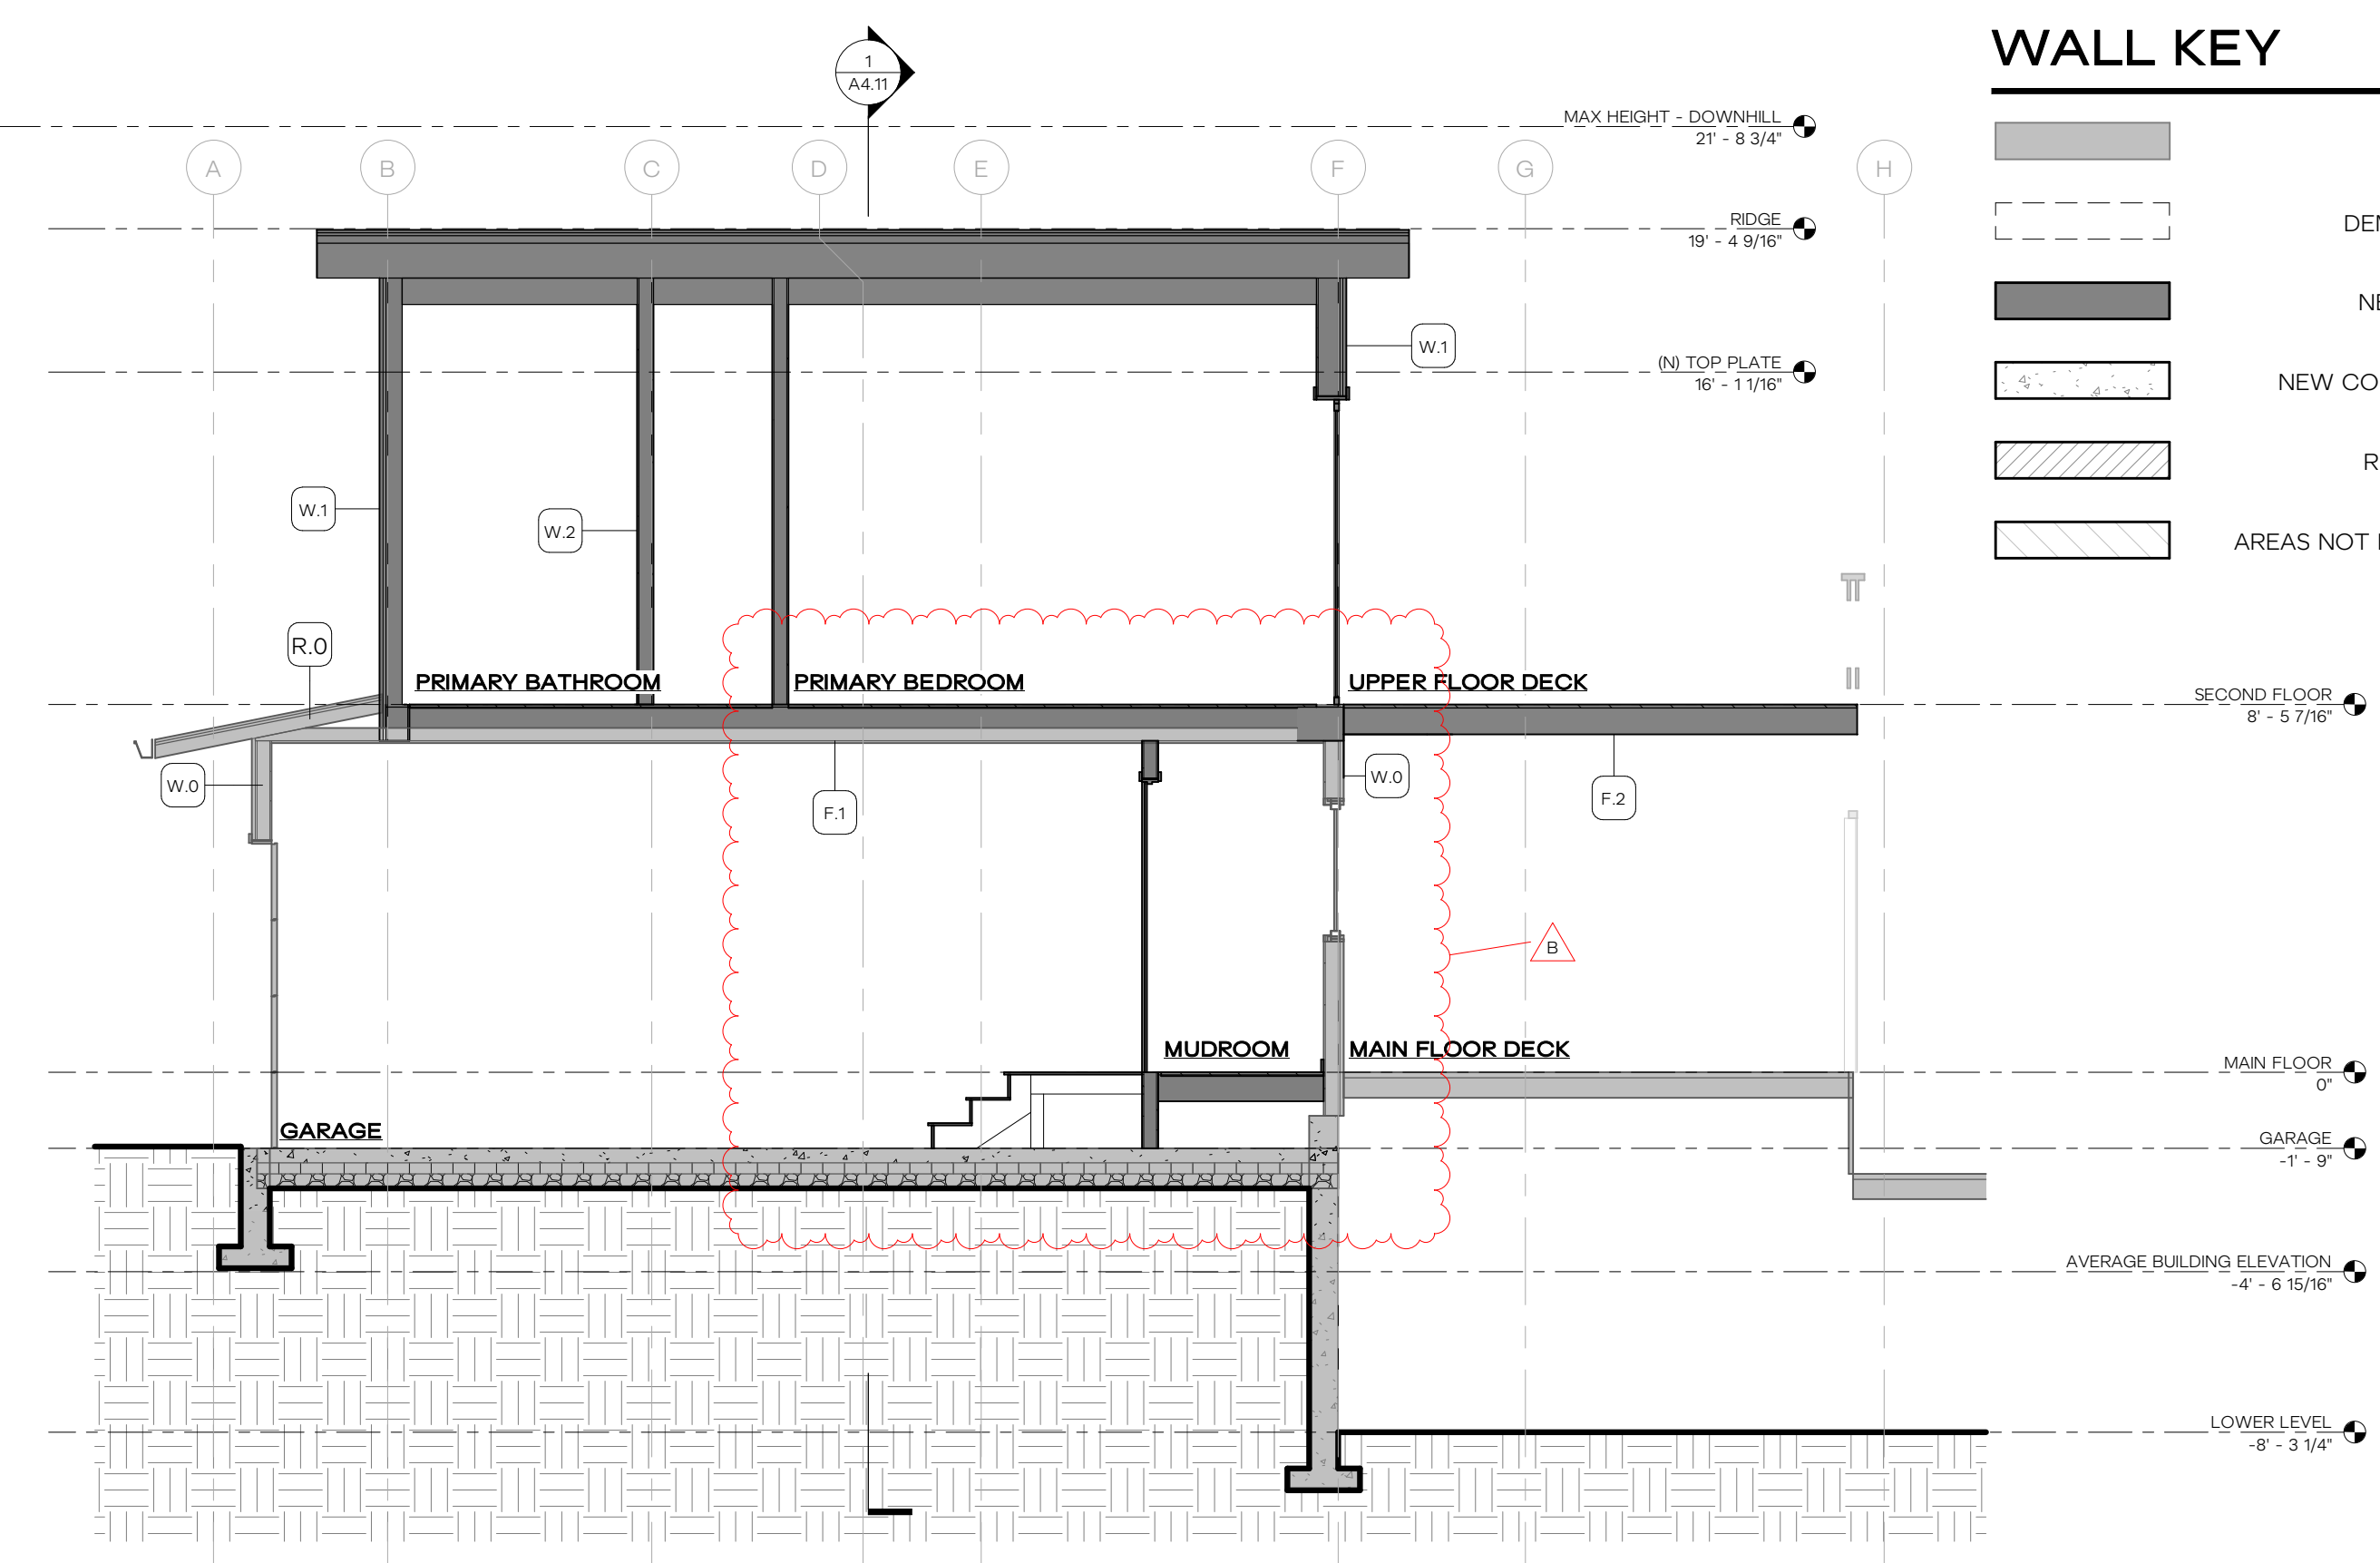 WALL KEY
1
A4.11
MAX HEIGHT - DOWNHILL
21' - 8 3/4"
A
B
C
D
E
F
G
H
RIDGE
19' - 4 9/16"
NEW CO
AREAS NOT
W.1
(N) TOP PLATE
16' - 1 1/16"
W.1
W.2
R.0
PRIMARY BATHROOM
PRIMARY BEDROOM
UPPER FLOOR DECK
SECOND FLOOR
8' - 5 7/16"
W.0
F.1
W.0
F.2
B
MUDROOM
MAIN FLOOR DECK
MAIN FLOOR
0"
GARAGE
GARAGE
-1' - 9"
AVERAGE BUILDING ELEVATION
-4' - 6 15/16"
LOWER LEVEL
-8' - 3 1/4"